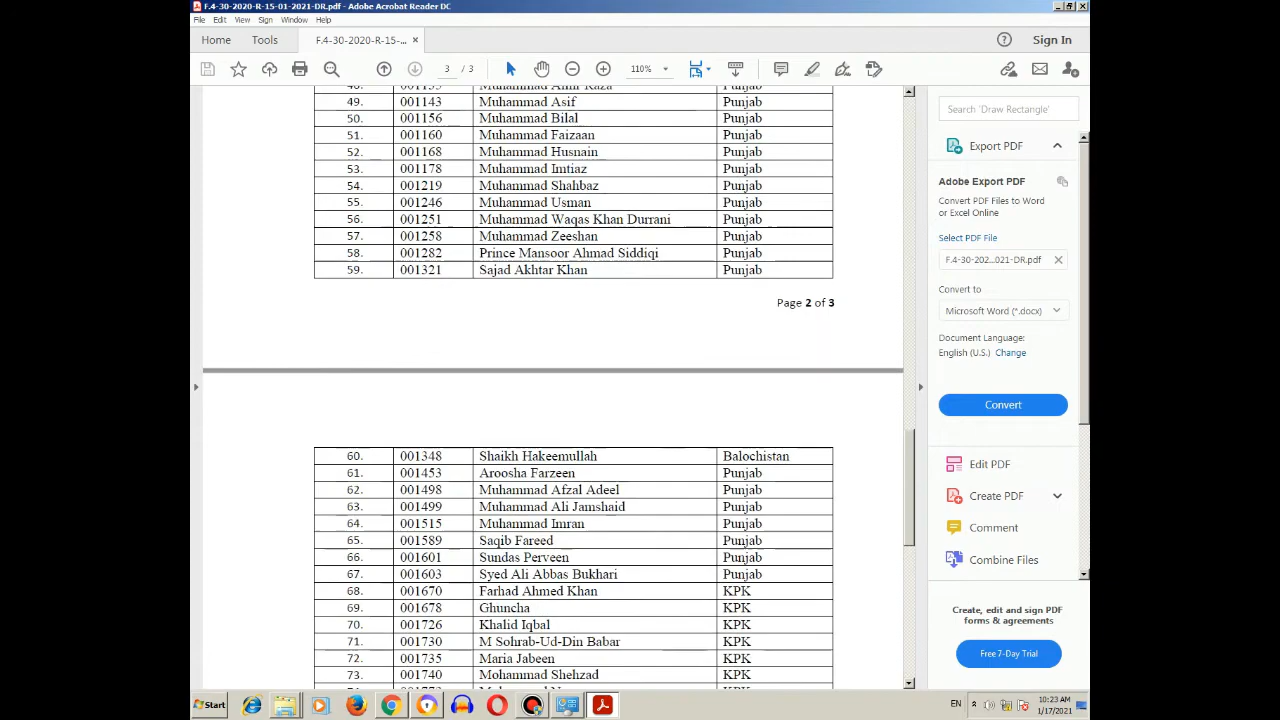 F.4-30-2020-R-15-01-2021-DR.pdf - Adobe Acrobat Reader DC
File Edit View Sign Window Help
Home Tools F.4-30-2020-R-15-... × Sign In
3 / 3 110%
49. 001143 Muhammad Asif Punjab
50. 001156 Muhammad Bilal Punjab
51. 001160 Muhammad Faizaan Punjab
52. 001168 Muhammad Husnain Punjab
53. 001178 Muhammad Imtiaz Punjab
54. 001219 Muhammad Shahbaz Punjab
55. 001246 Muhammad Usman Punjab
56. 001251 Muhammad Waqas Khan Durrani Punjab
57. 001258 Muhammad Zeeshan Punjab
58. 001282 Prince Mansoor Ahmad Siddiqi Punjab
59. 001321 Sajad Akhtar Khan Punjab
Page 2 of 3
60. 001348 Shaikh Hakeemullah Balochistan
61. 001453 Aroosha Farzeen Punjab
62. 001498 Muhammad Afzal Adeel Punjab
63. 001499 Muhammad Ali Jamshaid Punjab
64. 001515 Muhammad Imran Punjab
65. 001589 Saqib Fareed Punjab
66. 001601 Sundas Perveen Punjab
67. 001603 Syed Ali Abbas Bukhari Punjab
68. 001670 Farhad Ahmed Khan KPK
69. 001678 Ghuncha KPK
70. 001726 Khalid Iqbal KPK
71. 001730 M Sohrab-Ud-Din Babar KPK
72. 001735 Maria Jabeen KPK
73. 001740 Mohammad Shehzad KPK
Search 'Draw Rectangle'
Export PDF
Adobe Export PDF
Convert PDF Files to Word
or Excel Online
Select PDF File
F.4-30-202...021-DR.pdf
Convert to
Microsoft Word (*.docx)
Document Language:
English (U.S.) Change
Convert
Edit PDF
Create PDF
Comment
Combine Files
Create, edit and sign PDF
forms & agreements
Free 7-Day Trial
Start
EN
10:23 AM
1/17/2021